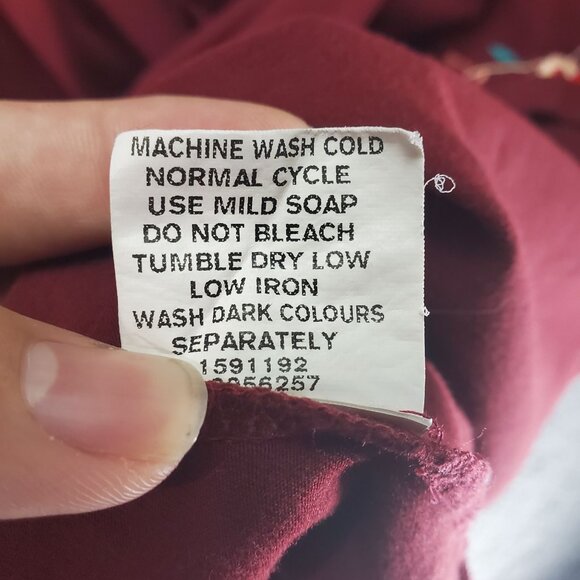 MACHINE WASH COLD
NORMAL CYCLE
USE MILD SOAP
DO NOT BLEACH
TUMBLE DRY LOW
LOW IRON
WASH DARK COLOURS
SEPARATELY
1591192